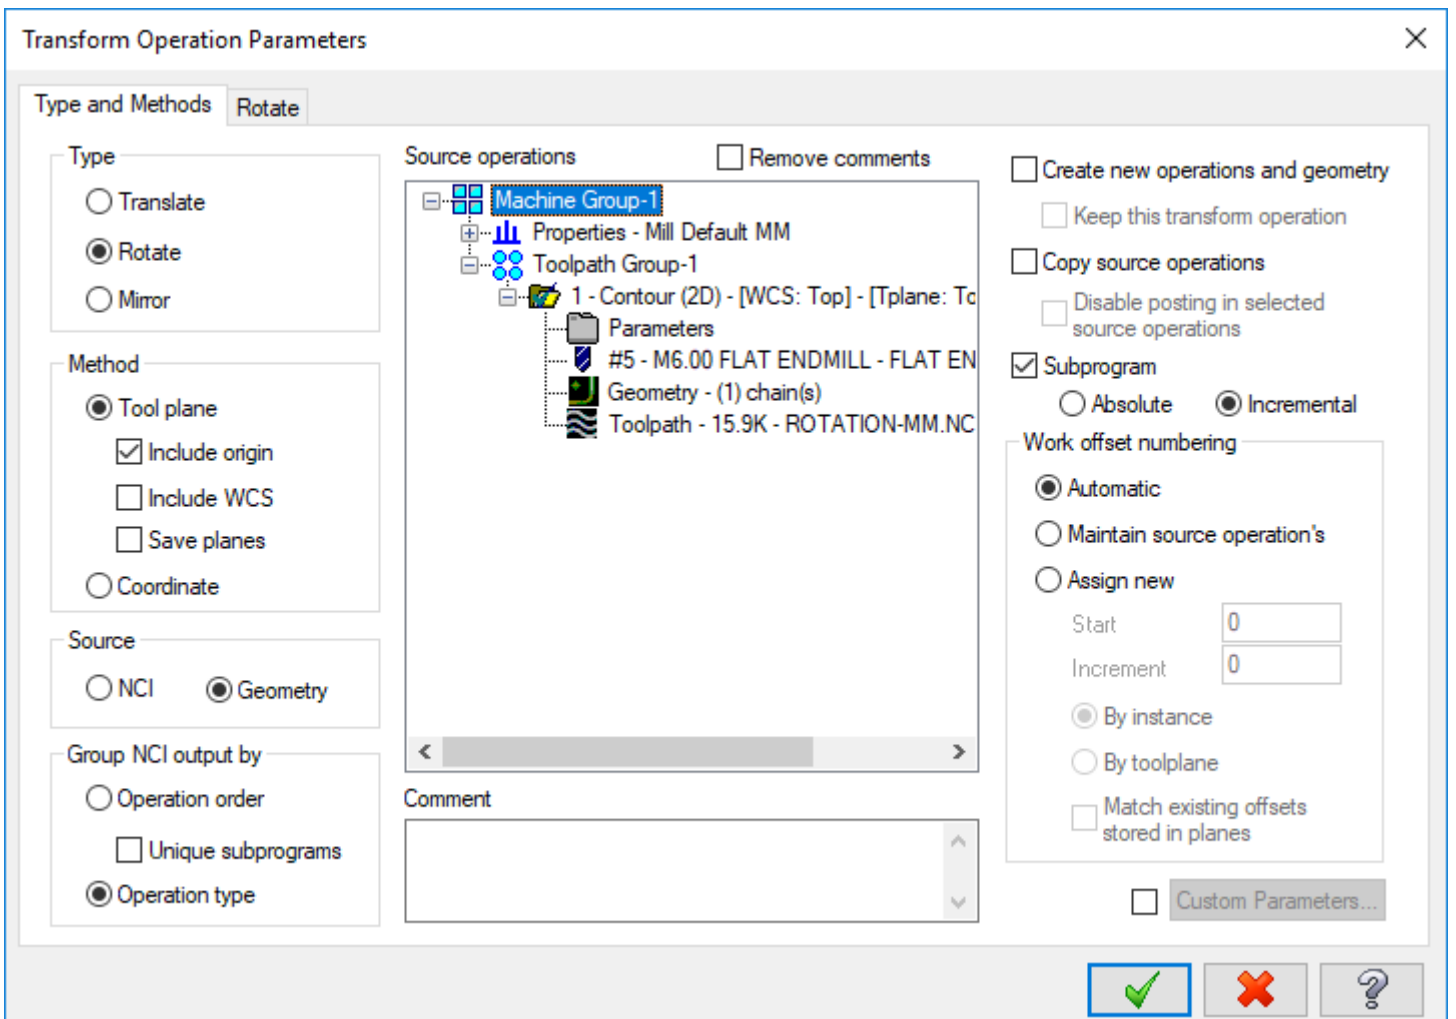 Transform Operation Parameters
Type and Methods
Rotate
Type
Translate
Rotate
Mirror
Method
Tool plane
Include origin
Include WCS
Save planes
Coordinate
Source
NCI
Geometry
Group NCI output by
Operation order
Unique subprograms
Operation type
Source operations
Remove comments
Machine Group-1
Properties - Mill Default MM
Toolpath Group-1
1 - Contour (2D) - [WCS: Top] - [Tplane: To
Parameters
#5 - M6.00 FLAT ENDMILL - FLAT EN
Geometry - (1) chain(s)
Toolpath - 15.9K - ROTATION-MM.NC
Comment
Create new operations and geometry
Keep this transform operation
Copy source operations
Disable posting in selected
source operations
Subprogram
Absolute
Incremental
Work offset numbering
Automatic
Maintain source operation's
Assign new
Start
0
Increment
0
By instance
By toolplane
Match existing offsets
stored in planes
Custom Parameters...